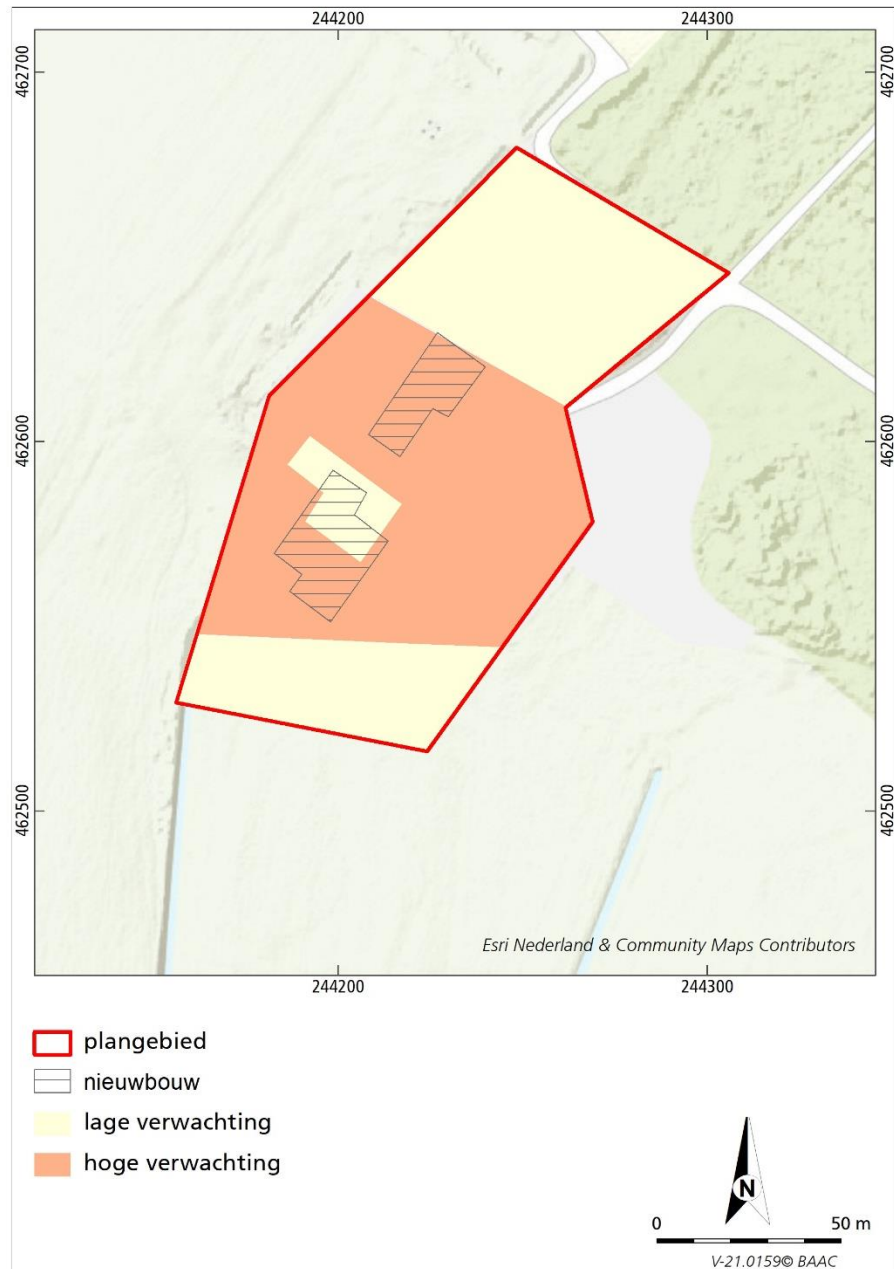 244200 244300
462700 462700
462600 462600
462500 462500
Esri Nederland & Community Maps Contributors
244200 244300
plangebied
nieuwbouw
lage verwachting
hoge verwachting
N
0 50 m
V-21.0159© BAAC